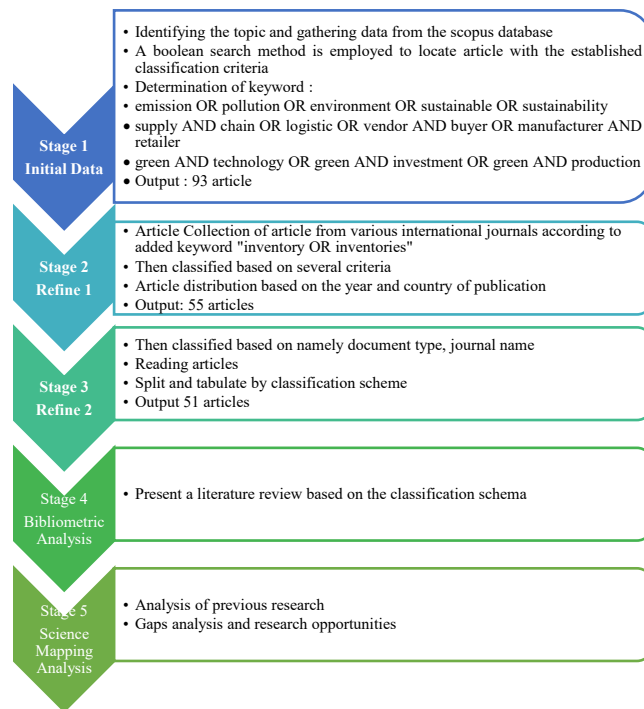 Stage 1
Initial Data
• Identifying the topic and gathering data from the scopus database
• A boolean search method is employed to locate article with the established
classification criteria
• Determination of keyword :
• emission OR pollution OR environment OR sustainable OR sustainability
• supply AND chain OR logistic OR vendor AND buyer OR manufacturer AND
retailer
• green AND technology OR green AND investment OR green AND production
• Output : 93 article
Stage 2
Refine 1
• Article Collection of article from various international journals according to
added keyword "inventory OR inventories"
• Then classified based on several criteria
• Article distribution based on the year and country of publication
• Output: 55 articles
Stage 3
Refine 2
• Then classified based on namely document type, journal name
• Reading articles
• Split and tabulate by classification scheme
• Output 51 articles
Stage 4
Bibliometric
Analysis
• Present a literature review based on the classification schema
Stage 5
Science
Mapping
Analysis
• Analysis of previous research
• Gaps analysis and research opportunities